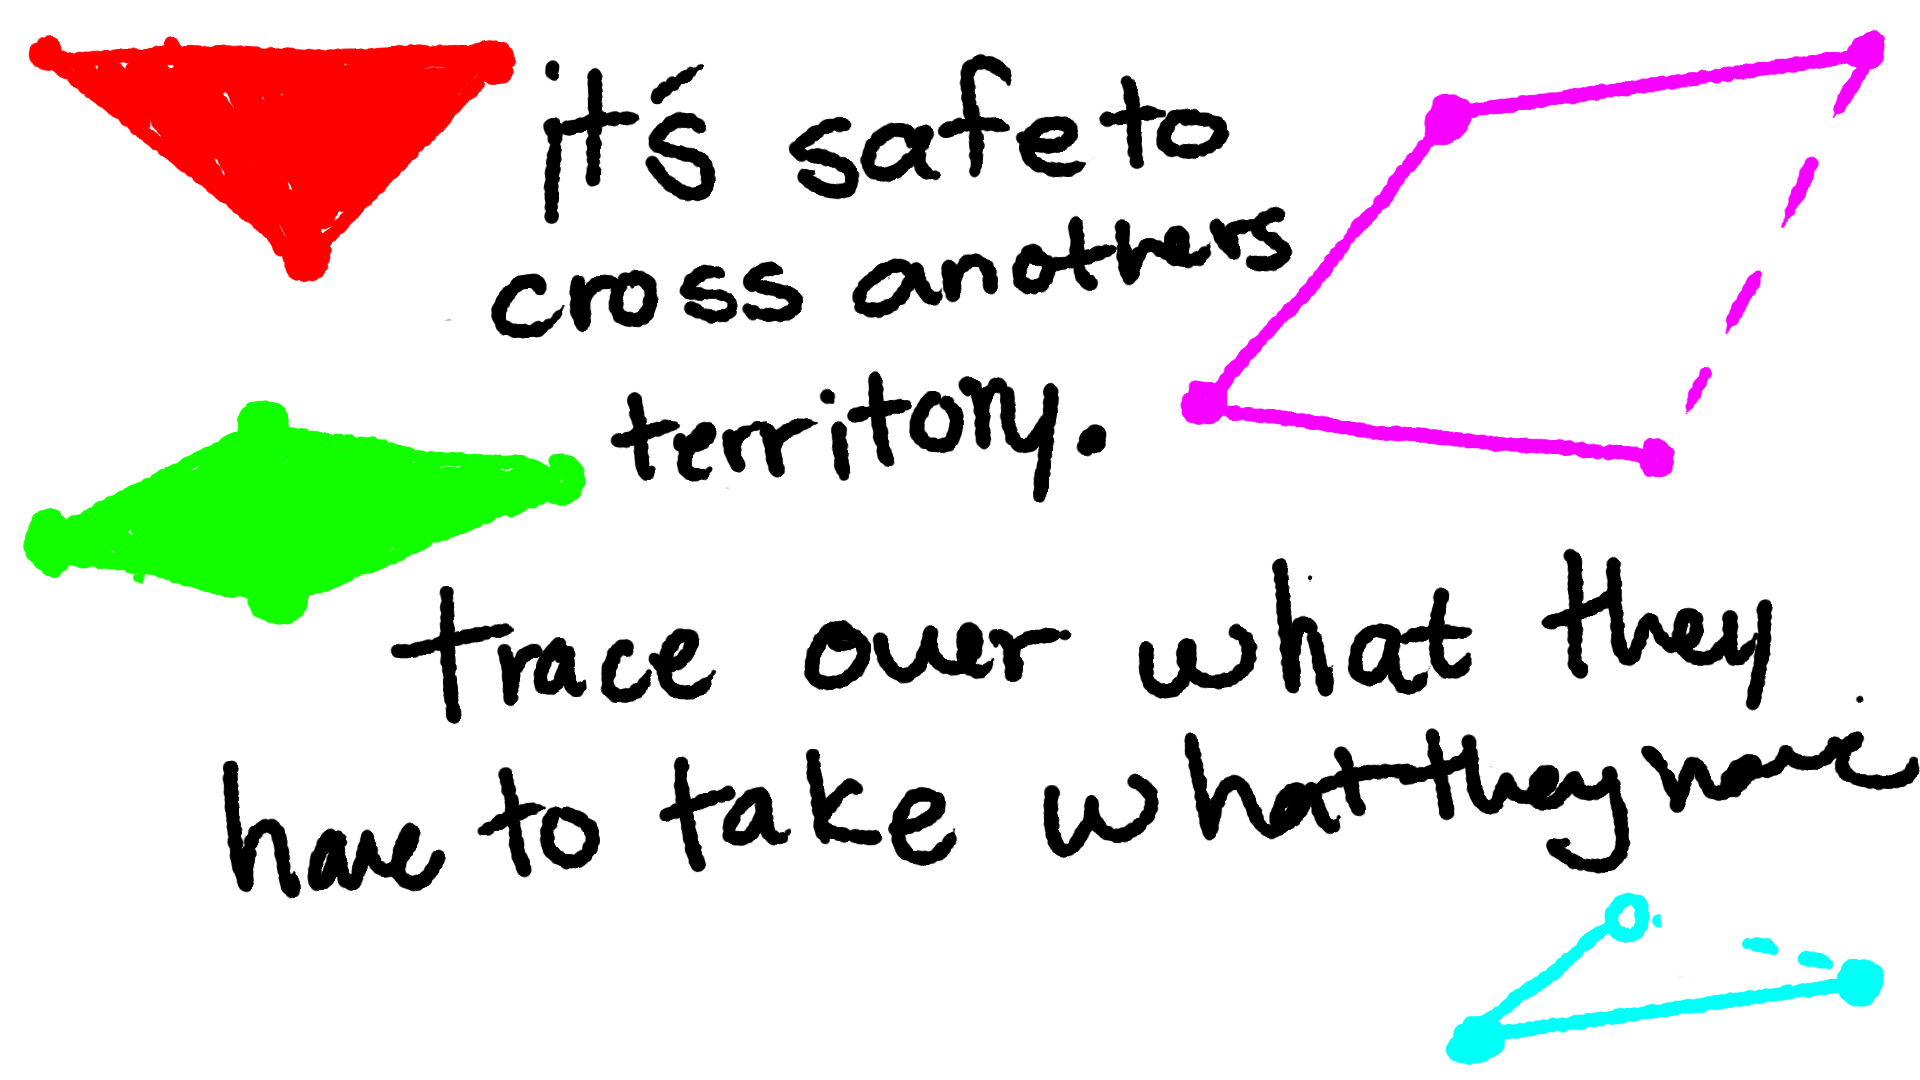 it's safe to
cross anothers
territory.
trace over what they
have to take what they have